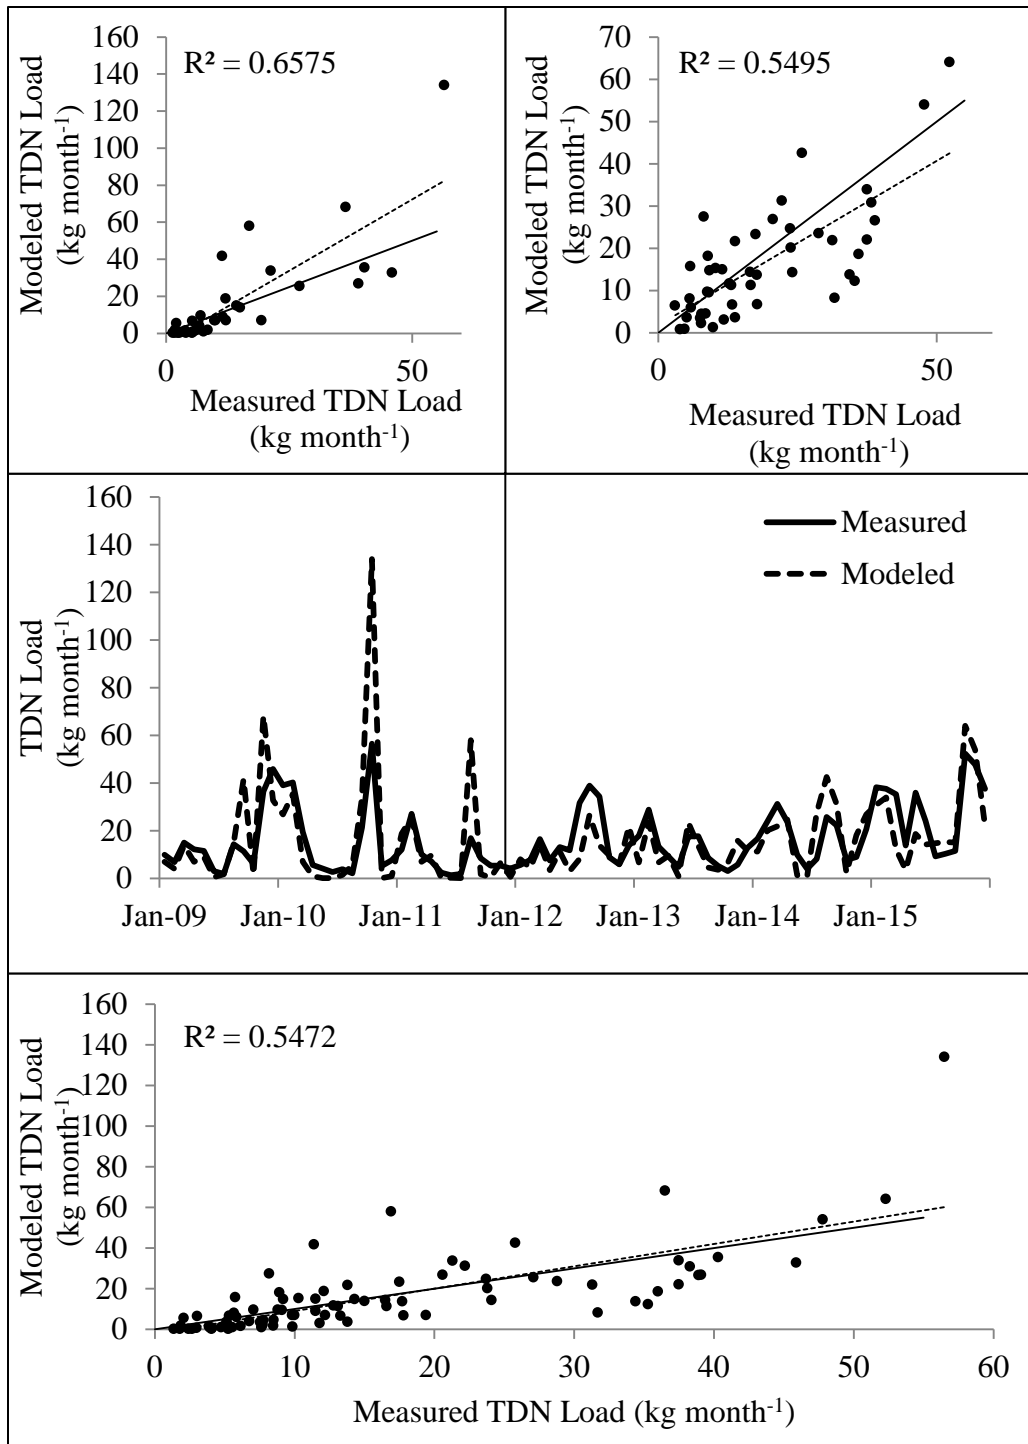 Modeled TDN Load
(kg month-1)
160
140
120
100
80
60
40
20
0
R² = 0.6575
0
50
Measured TDN Load
(kg month-1)
Modeled TDN Load
(kg month-1)
70
60
50
40
30
20
10
0
R² = 0.5495
0
50
Measured TDN Load
(kg month-1)
TDN Load
(kg month-1)
160
140
120
100
80
60
40
20
0
Measured
Modeled
Jan-09 Jan-10 Jan-11 Jan-12 Jan-13 Jan-14 Jan-15
Modeled TDN Load
(kg month-1)
160
140
120
100
80
60
40
20
0
R² = 0.5472
0 10 20 30 40 50 60
Measured TDN Load (kg month-1)